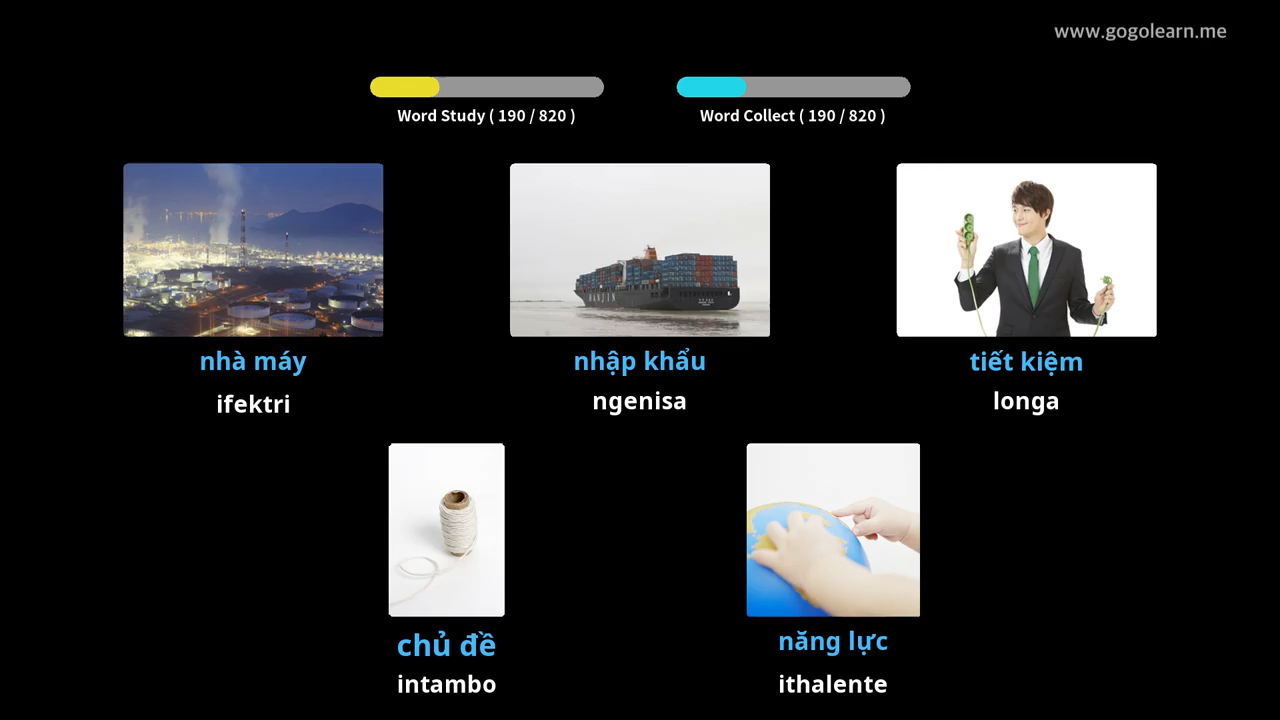 www.gogolearn.me
Word Study ( 190 / 820 )
Word Collect ( 190 / 820 )
HANJIN
nhà máy
nhập khẩu
tiết kiệm
ifektri
ngenisa
longa
chủ đề
năng lực
intambo
ithalente